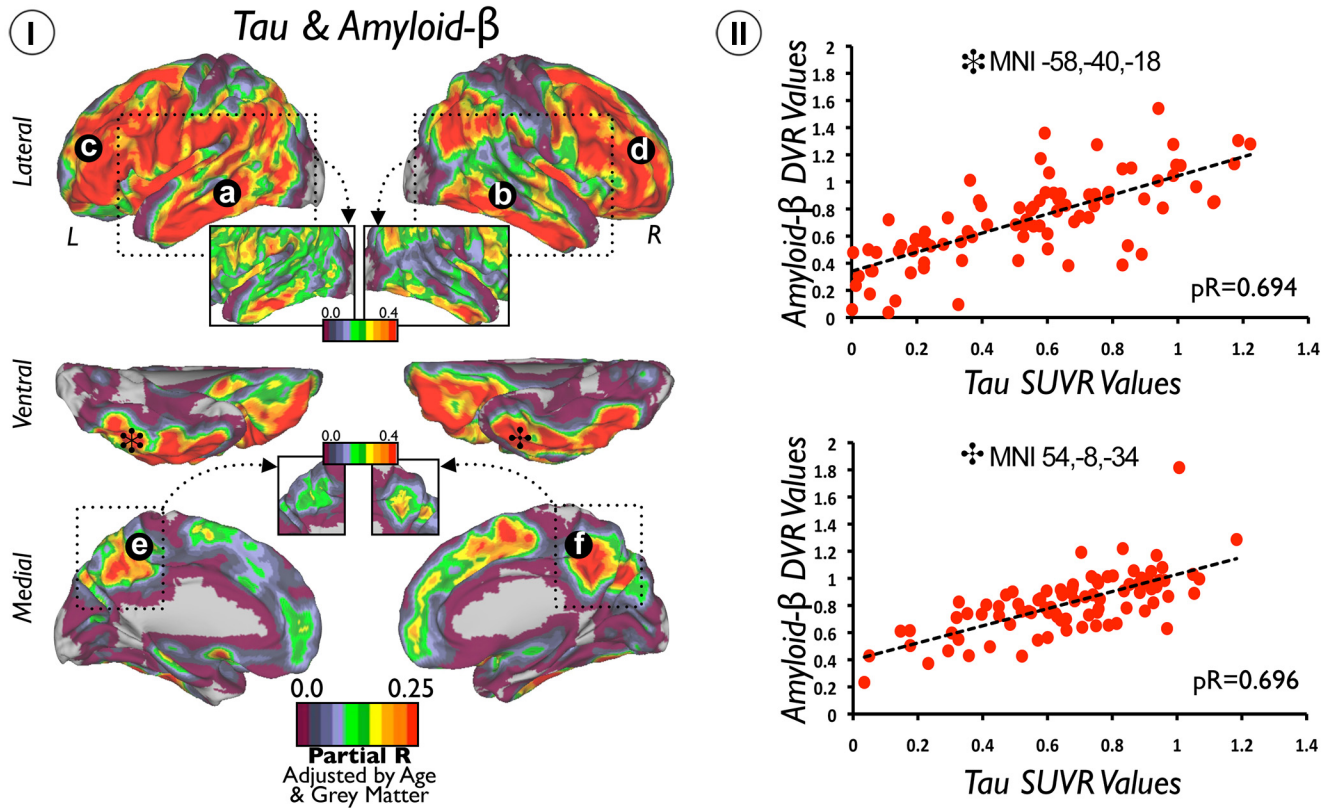 I
Tau & Amyloid-β
Lateral
c
a
L
d
b
R
0.0 0.4
Ventral
0.0 0.4
Medial
e
f
0.0 0.25
Partial R
Adjusted by Age
& Grey Matter
II
MNI -58,-40,-18
Amyloid-β DVR Values
2
1.8
1.6
1.4
1.2
1
0.8
0.6
0.4
0.2
0
pR=0.694
0 0.2 0.4 0.6 0.8 1 1.2 1.4
Tau SUVR Values
MNI 54,-8,-34
Amyloid-β DVR Values
2
1.8
1.6
1.4
1.2
1
0.8
0.6
0.4
0.2
0
pR=0.696
0 0.2 0.4 0.6 0.8 1 1.2 1.4
Tau SUVR Values